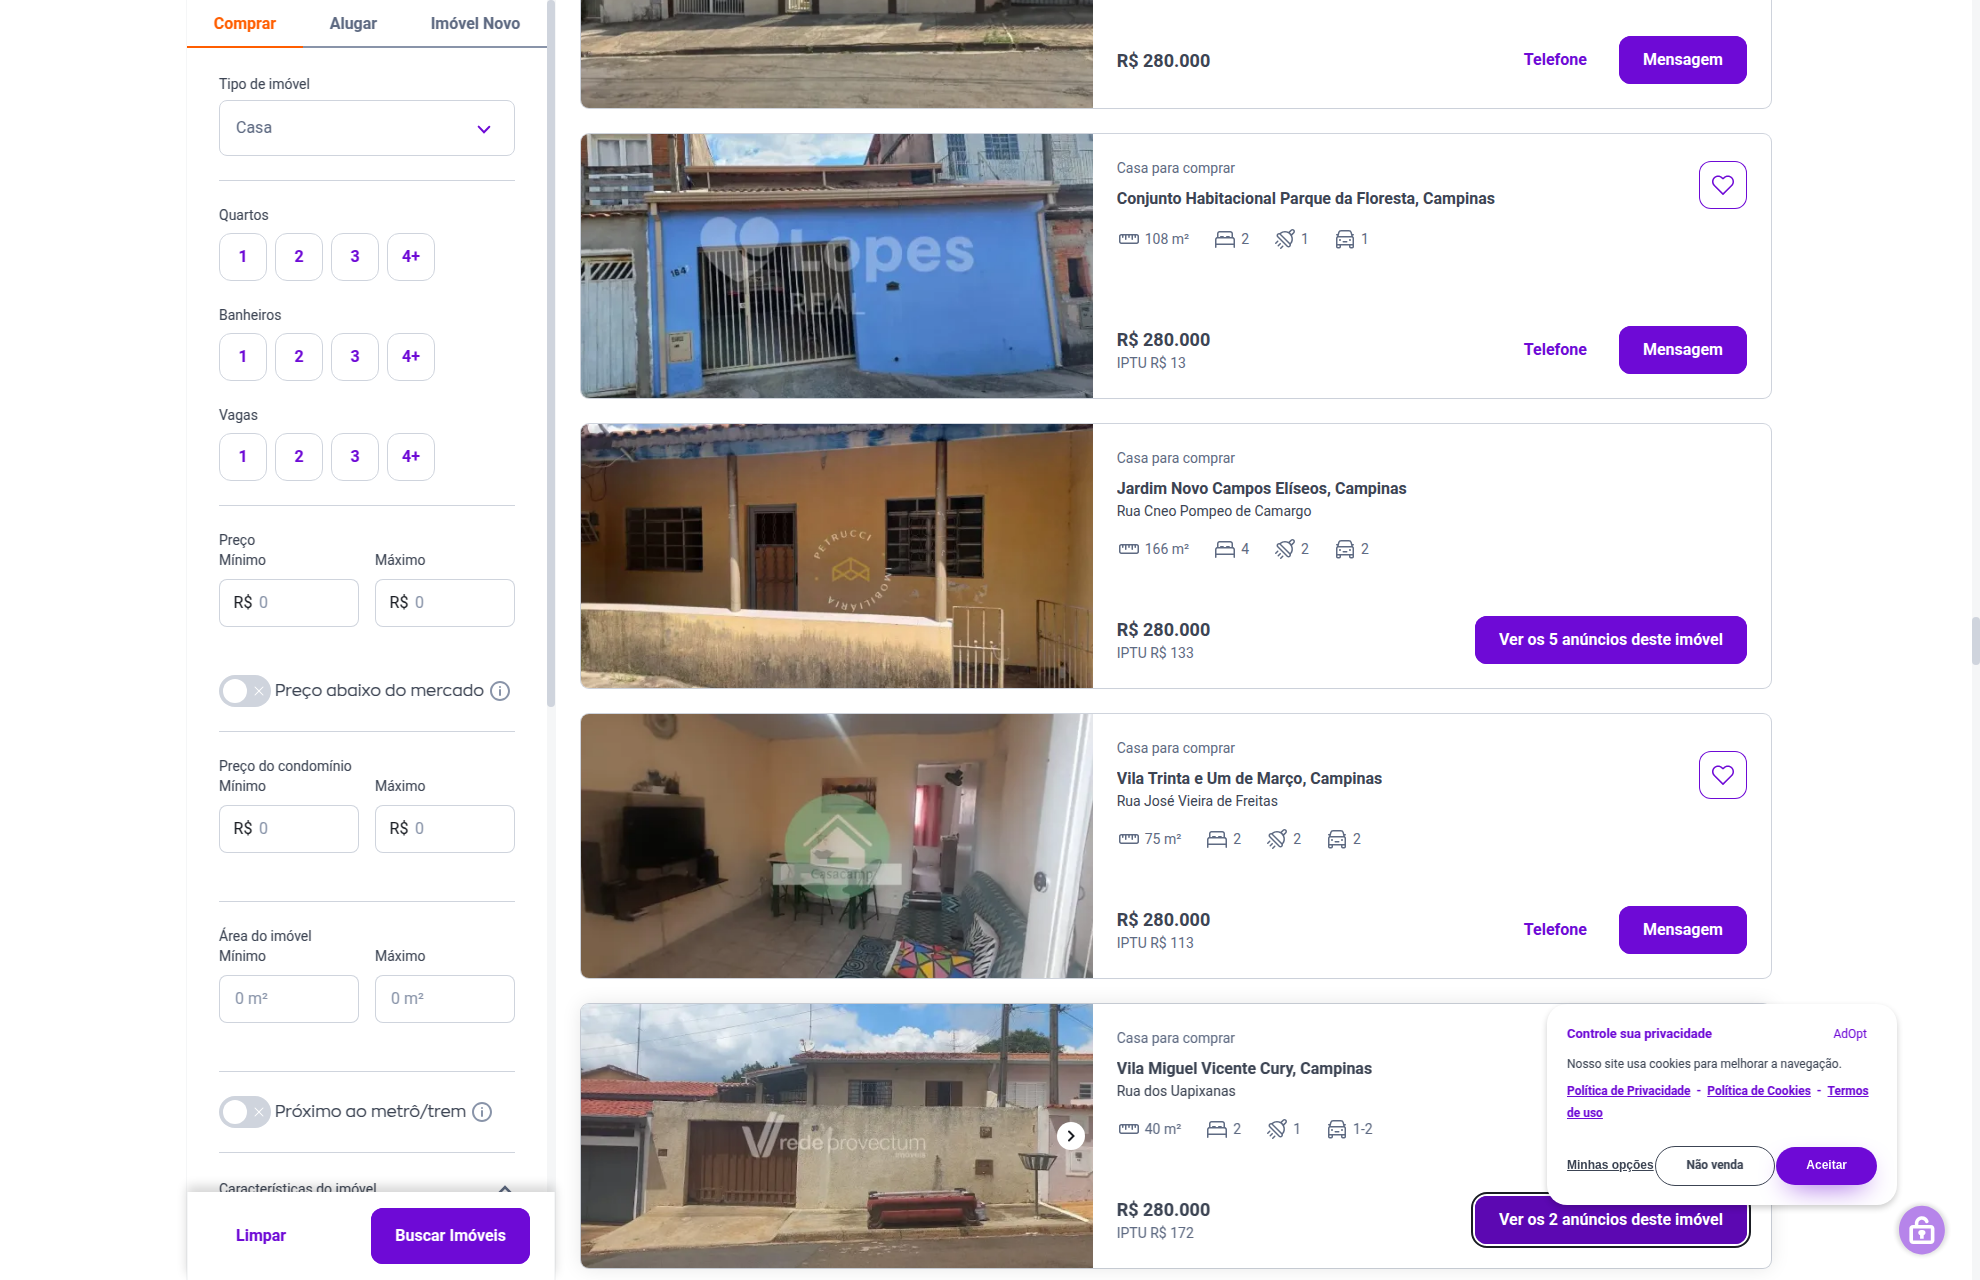 Comprar
Alugar
Imóvel Novo
Tipo de imóvel
Casa
Quartos
1
2
3
4+
Banheiros
1
2
3
4+
Vagas
1
2
3
4+
Preço
Mínimo
Máximo
R$ 0
R$ 0
Preço abaixo do mercado
Preço do condomínio
Mínimo
Máximo
R$ 0
R$ 0
Área do imóvel
Mínimo
Máximo
0 m²
0 m²
Próximo ao metrô/trem
Características do imóvel
Limpar
Buscar Imóveis
R$ 280.000
Telefone
Mensagem
Lopes
REAL
164
Casa para comprar
Conjunto Habitacional Parque da Floresta, Campinas
108 m² 2 1 1
R$ 280.000
IPTU R$ 13
Telefone
Mensagem
PETRUCCI
IMOBILIÁRIA
Casa para comprar
Jardim Novo Campos Elíseos, Campinas
Rua Cneo Pompeo de Camargo
166 m² 4 2 2
R$ 280.000
IPTU R$ 133
Ver os 5 anúncios deste imóvel
Casacamp
Casa para comprar
Vila Trinta e Um de Março, Campinas
Rua José Vieira de Freitas
75 m² 2 2 2
R$ 280.000
IPTU R$ 113
Telefone
Mensagem
rede provectum
imóveis
Casa para comprar
Vila Miguel Vicente Cury, Campinas
Rua dos Uapixanas
40 m² 2 1 1-2
R$ 280.000
IPTU R$ 172
Ver os 2 anúncios deste imóvel
Controle sua privacidade
AdOpt
Nosso site usa cookies para melhorar a navegação.
Política de Privacidade - Política de Cookies - Termos
de uso
Minhas opções
Não venda
Aceitar